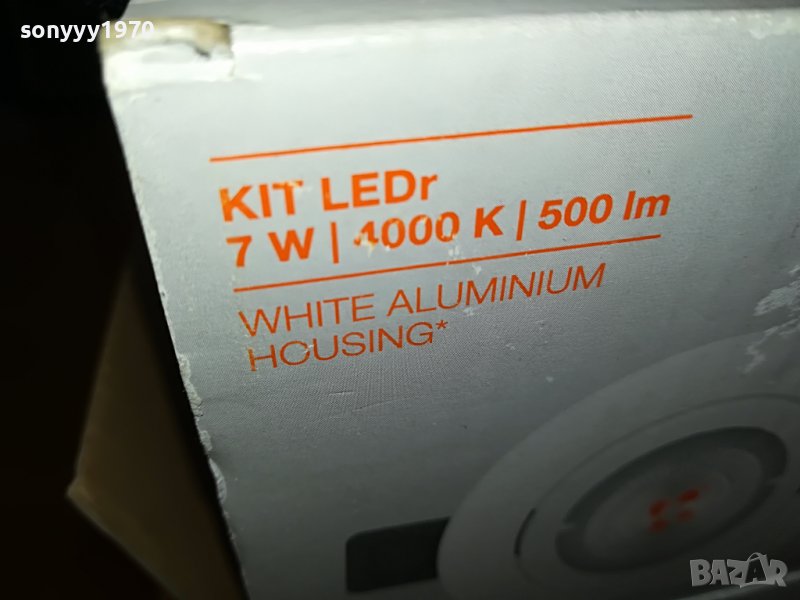 sonyyy1970
KIT LEDr
7 W | 4000 K | 500 lm
WHITE ALUMINIUM
HOUSING*
BAZAR